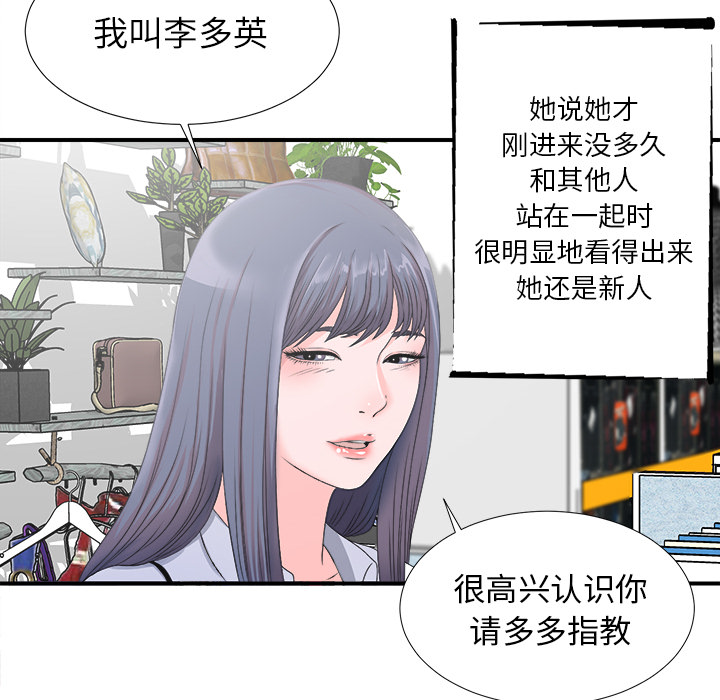 我叫李多英
她说她才
刚进来没多久
和其他人
站在一起时
很明显地看得出来
她还是新人
很高兴认识你
请多多指教